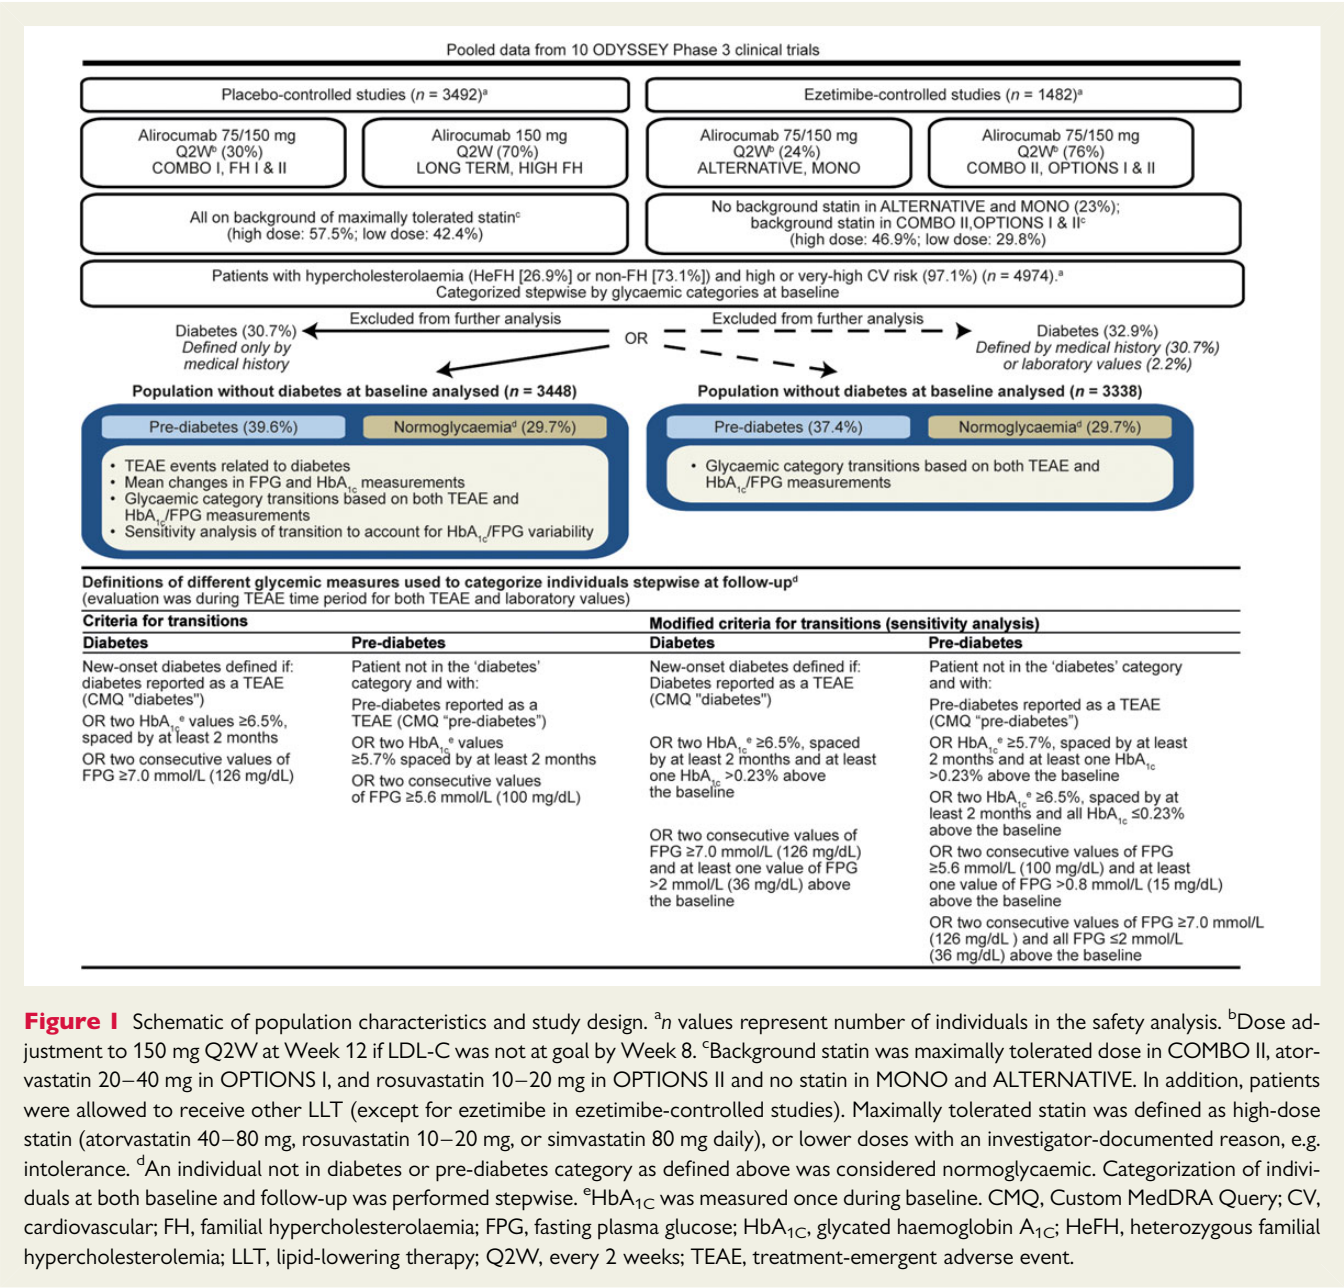 Pooled data from 10 ODYSSEY Phase 3 clinical trials
Placebo-controlled studies (n = 3492)ᵃ
Ezetimibe-controlled studies (n = 1482)ᵃ
Alirocumab 75/150 mg
Q2Wᵇ (30%)
COMBO I, FH I & II
Alirocumab 150 mg
Q2W (70%)
LONG TERM, HIGH FH
Alirocumab 75/150 mg
Q2Wᵇ (24%)
ALTERNATIVE, MONO
Alirocumab 75/150 mg
Q2Wᵇ (76%)
COMBO II, OPTIONS I & II
All on background of maximally tolerated statinᶜ
(high dose: 57.5%; low dose: 42.4%)
No background statin in ALTERNATIVE and MONO (23%);
background statin in COMBO II,OPTIONS I & IIᶜ
(high dose: 46.9%; low dose: 29.8%)
Patients with hypercholesterolaemia (HeFH [26.9%] or non-FH [73.1%]) and high or very-high CV risk (97.1%) (n = 4974).ᵃ
Categorized stepwise by glycaemic categories at baseline
Excluded from further analysis
Diabetes (30.7%)
Defined only by
medical history
OR
Excluded from further analysis
Diabetes (32.9%)
Defined by medical history (30.7%)
or laboratory values (2.2%)
Population without diabetes at baseline analysed (n = 3448)
Pre-diabetes (39.6%)
Normoglycaemiaᵈ (29.7%)
• TEAE events related to diabetes
• Mean changes in FPG and HbA₁c measurements
• Glycaemic category transitions based on both TEAE and
HbA₁c/FPG measurements
• Sensitivity analysis of transition to account for HbA₁c/FPG variability
Population without diabetes at baseline analysed (n = 3338)
Pre-diabetes (37.4%)
Normoglycaemiaᵈ (29.7%)
• Glycaemic category transitions based on both TEAE and
HbA₁c/FPG measurements
Definitions of different glycemic measures used to categorize individuals stepwise at follow-upᵈ
(evaluation was during TEAE time period for both TEAE and laboratory values)
Criteria for transitions
Diabetes
New-onset diabetes defined if:
diabetes reported as a TEAE
(CMQ "diabetes")
OR two HbA₁cᵉ values ≥6.5%,
spaced by at least 2 months
OR two consecutive values of
FPG ≥7.0 mmol/L (126 mg/dL)
Pre-diabetes
Patient not in the ‘diabetes’
category and with:
Pre-diabetes reported as a
TEAE (CMQ “pre-diabetes”)
OR two HbA₁cᵉ values
≥5.7% spaced by at least 2 months
OR two consecutive values
of FPG ≥5.6 mmol/L (100 mg/dL)
Modified criteria for transitions (sensitivity analysis)
Diabetes
New-onset diabetes defined if:
Diabetes reported as a TEAE
(CMQ "diabetes")
OR two HbA₁cᵉ ≥6.5%, spaced
by at least 2 months and at least
one HbA₁c >0.23% above
the baseline
OR two consecutive values of
FPG ≥7.0 mmol/L (126 mg/dL)
and at least one value of FPG
>2 mmol/L (36 mg/dL) above
the baseline
Pre-diabetes
Patient not in the ‘diabetes’ category
and with:
Pre-diabetes reported as a TEAE
(CMQ “pre-diabetes”)
OR HbA₁cᵉ ≥5.7%, spaced by at least
2 months and at least one HbA₁c
>0.23% above the baseline
OR two HbA₁cᵉ ≥6.5%, spaced by at
least 2 months and all HbA₁c ≤0.23%
above the baseline
OR two consecutive values of FPG
≥5.6 mmol/L (100 mg/dL) and at least
one value of FPG >0.8 mmol/L (15 mg/dL)
above the baseline
OR two consecutive values of FPG ≥7.0 mmol/L
(126 mg/dL ) and all FPG ≤2 mmol/L
(36 mg/dL) above the baseline
Figure 1 Schematic of population characteristics and study design. ᵃn values represent number of individuals in the safety analysis. ᵇDose ad-
justment to 150 mg Q2W at Week 12 if LDL-C was not at goal by Week 8. ᶜBackground statin was maximally tolerated dose in COMBO II, ator-
vastatin 20–40 mg in OPTIONS I, and rosuvastatin 10–20 mg in OPTIONS II and no statin in MONO and ALTERNATIVE. In addition, patients
were allowed to receive other LLT (except for ezetimibe in ezetimibe-controlled studies). Maximally tolerated statin was defined as high-dose
statin (atorvastatin 40–80 mg, rosuvastatin 10–20 mg, or simvastatin 80 mg daily), or lower doses with an investigator-documented reason, e.g.
intolerance. ᵈAn individual not in diabetes or pre-diabetes category as defined above was considered normoglycaemic. Categorization of indivi-
duals at both baseline and follow-up was performed stepwise. ᵉHbA1C was measured once during baseline. CMQ, Custom MedDRA Query; CV,
cardiovascular; FH, familial hypercholesterolaemia; FPG, fasting plasma glucose; HbA1C, glycated haemoglobin A1C; HeFH, heterozygous familial
hypercholesterolemia; LLT, lipid-lowering therapy; Q2W, every 2 weeks; TEAE, treatment-emergent adverse event.